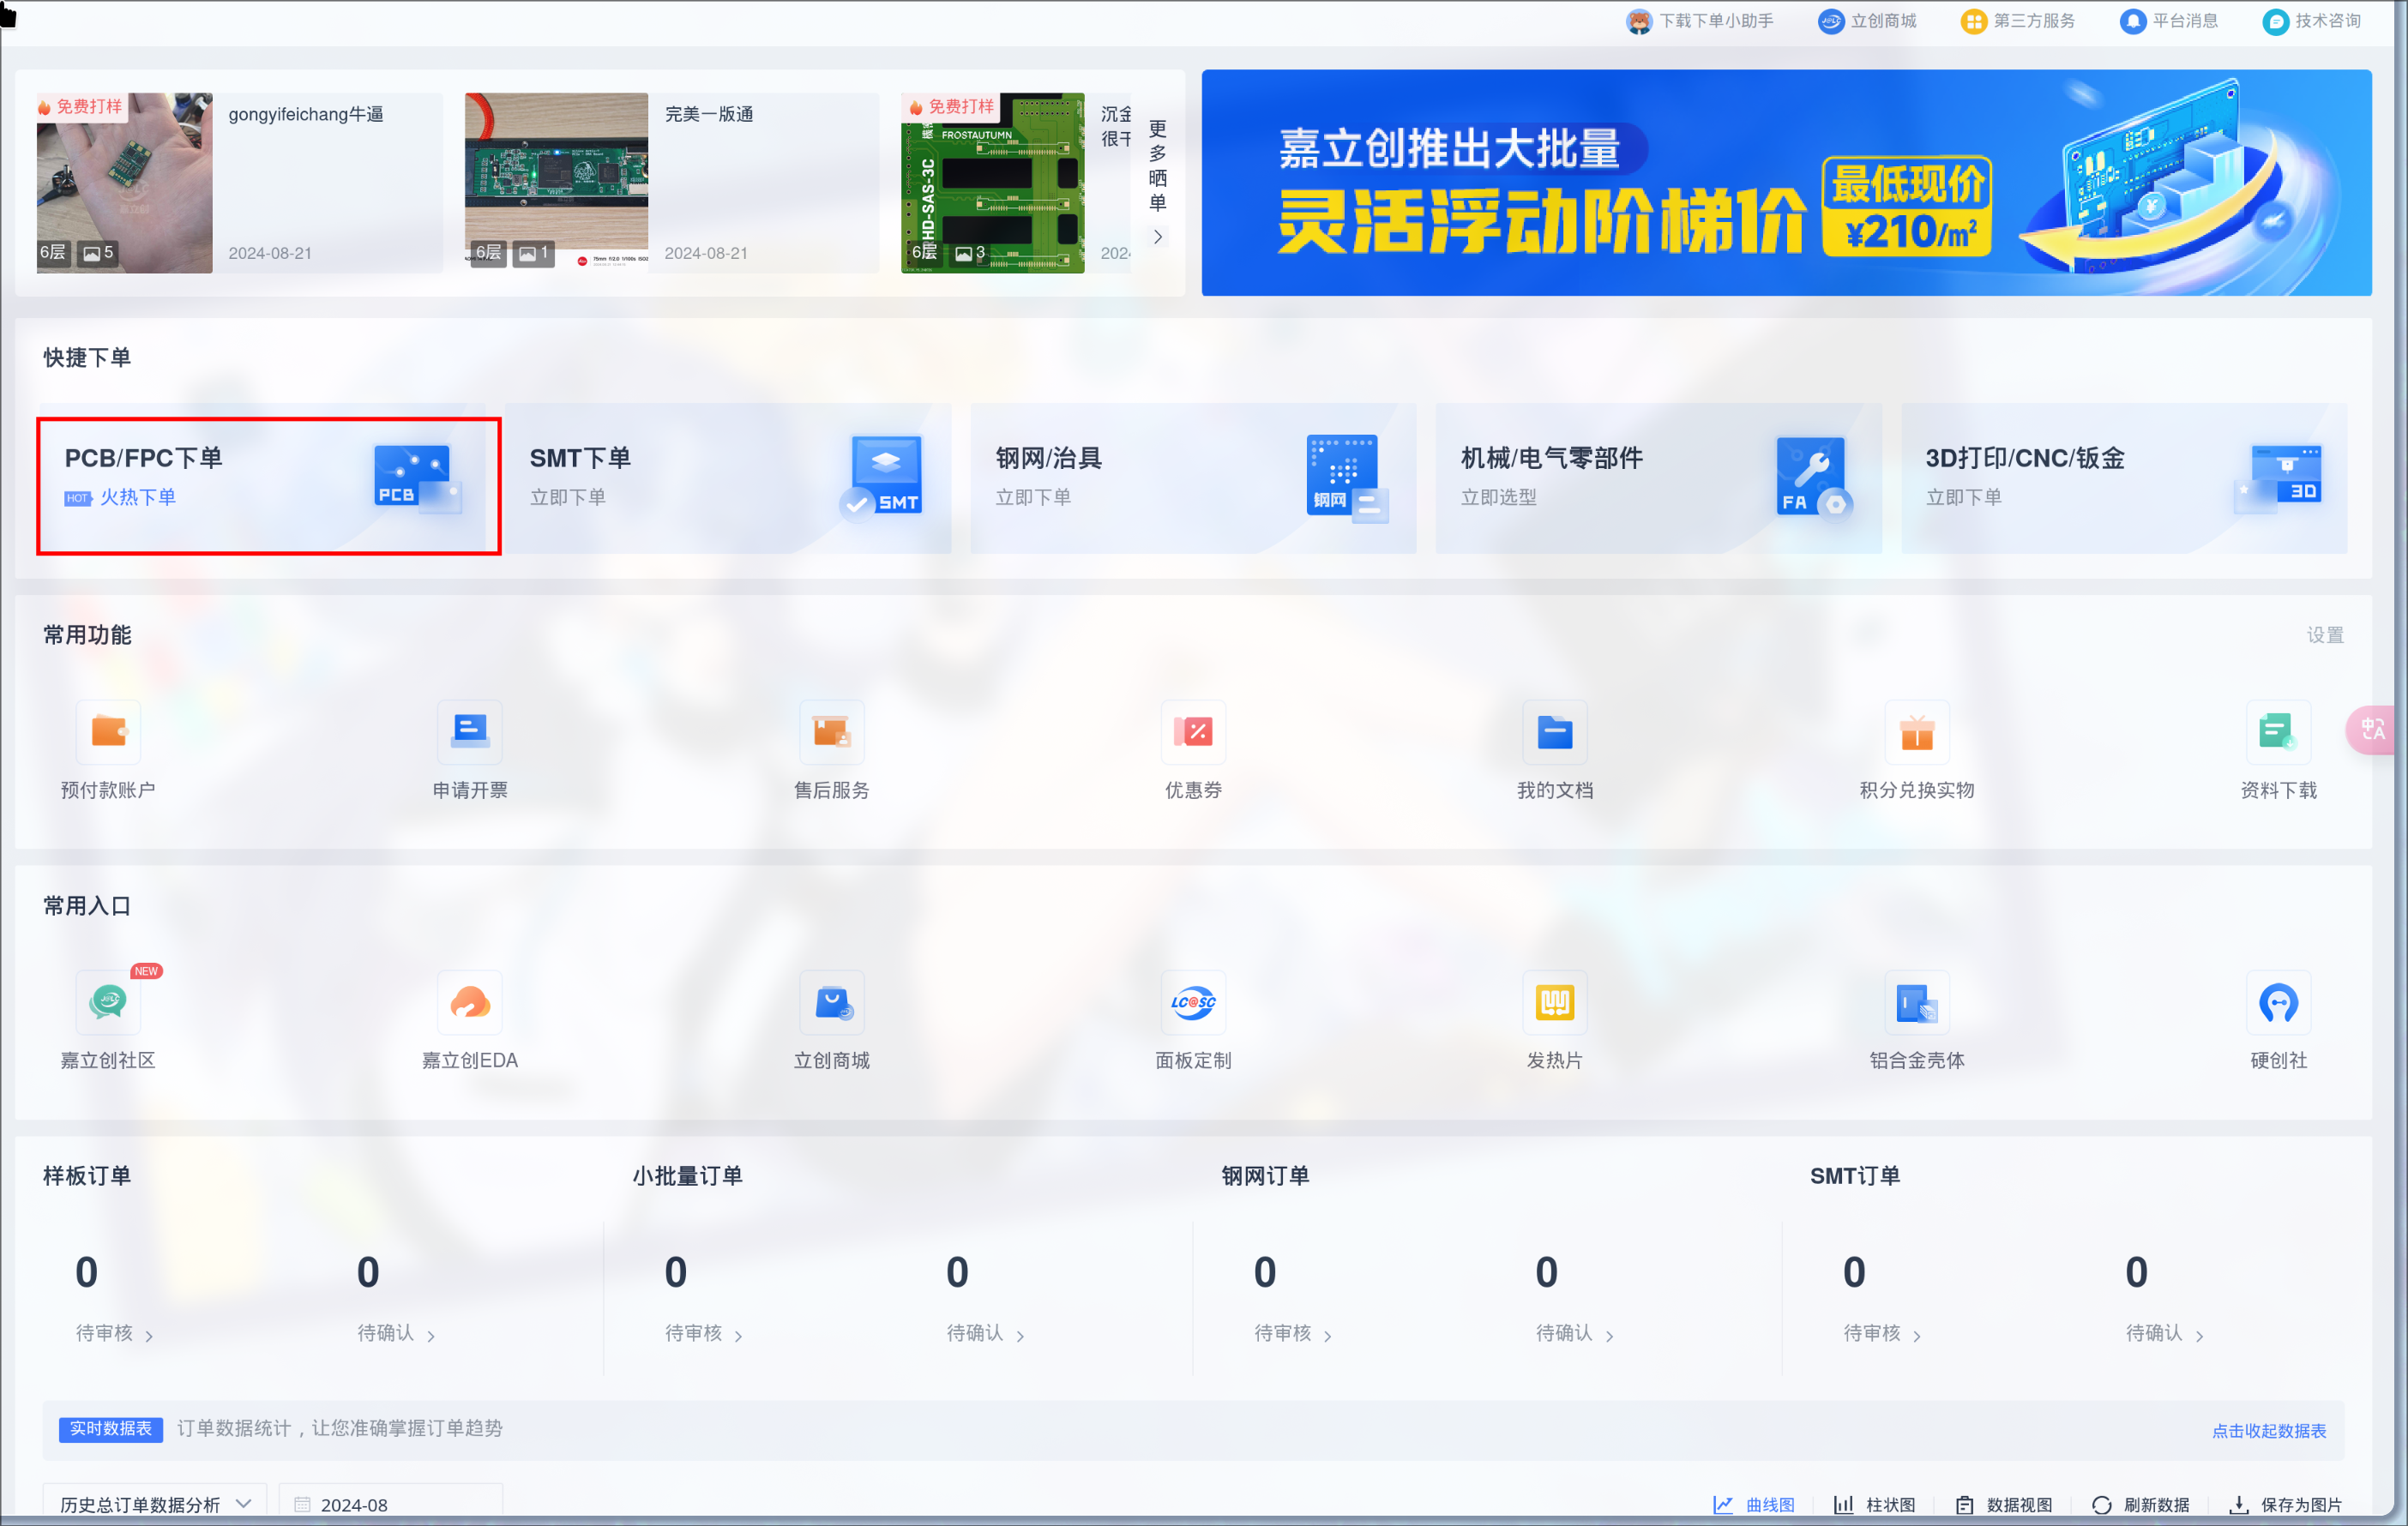 下载下单小助手
立创商城
第三方服务
平台消息
技术咨询
免费打样
6层
5
gongyifeichang牛逼
2024-08-21
6层
1
完美一版通
2024-08-21
免费打样
FROSTAUTUMN
HD-SAS-3C
6层
3
沉金
很干
2024
更多晒单
嘉立创推出大批量
灵活浮动阶梯价
最低现价
¥210/m²
快捷下单
PCB/FPC下单
HOT 火热下单
PCB
SMT下单
立即下单
SMT
钢网/治具
立即下单
钢网
机械/电气零部件
立即选型
FA
3D打印/CNC/钣金
立即下单
3D
常用功能
设置
预付款账户
申请开票
售后服务
优惠券
我的文档
积分兑换实物
资料下载
常用入口
NEW
嘉立创社区
嘉立创EDA
立创商城
LC@SC
面板定制
发热片
铝合金壳体
硬创社
样板订单
小批量订单
钢网订单
SMT订单
0 0 0 0 0 0 0 0
待审核 待确认 待审核 待确认 待审核 待确认 待审核 待确认
实时数据表 订单数据统计，让您准确掌握订单趋势
点击收起数据表
历史总订单数据分析
2024-08
曲线图
柱状图
数据视图
刷新数据
保存为图片